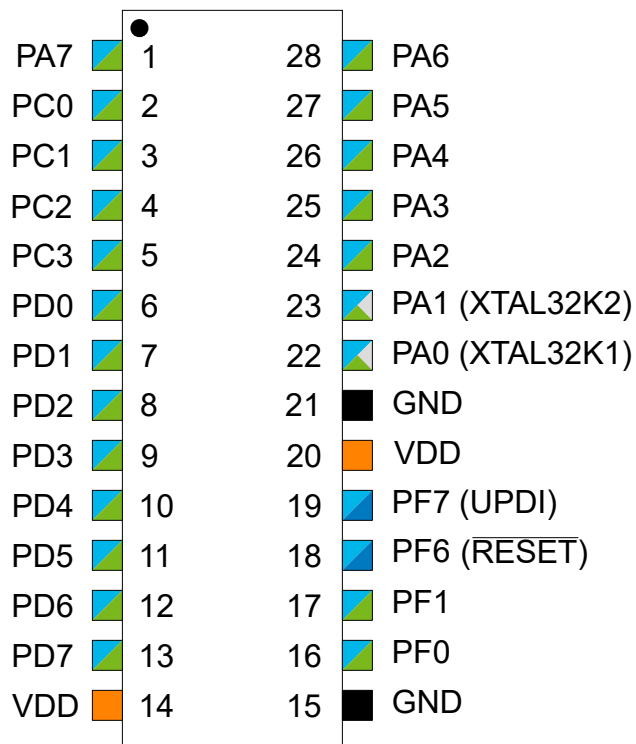 PA7 1 28 PA6
PC0 2 27 PA5
PC1 3 26 PA4
PC2 4 25 PA3
PC3 5 24 PA2
PD0 6 23 PA1 (XTAL32K2)
PD1 7 22 PA0 (XTAL32K1)
PD2 8 21 GND
PD3 9 20 VDD
PD4 10 19 PF7 (UPDI)
PD5 11 18 PF6 (RESET)
PD6 12 17 PF1
PD7 13 16 PF0
VDD 14 15 GND